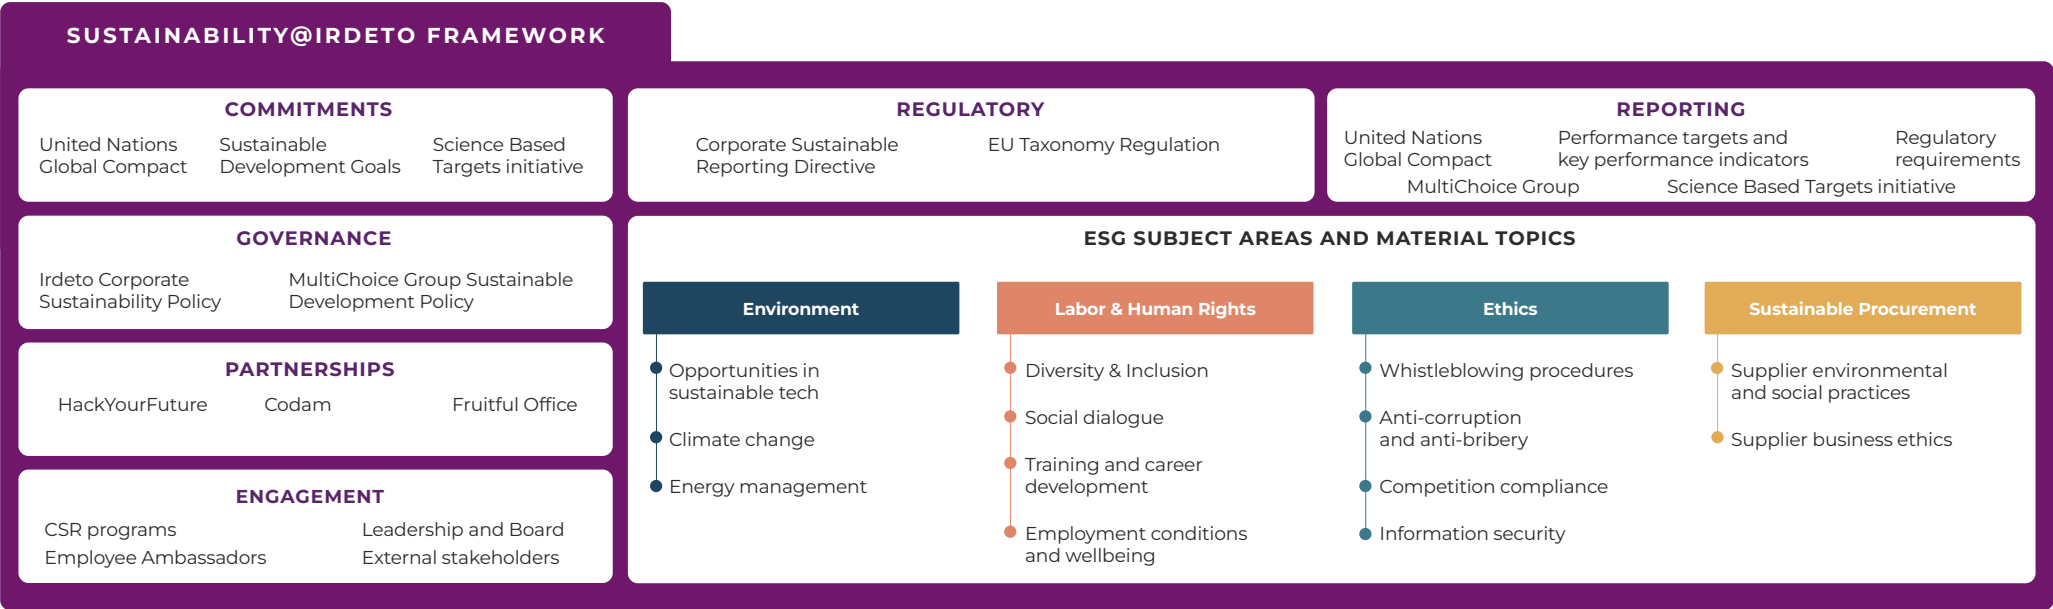 SUSTAINABILITY@IRDETO FRAMEWORK
COMMITMENTS
United Nations
Global Compact
Sustainable
Development Goals
Science Based
Targets initiative
REGULATORY
Corporate Sustainable
Reporting Directive
EU Taxonomy Regulation
REPORTING
United Nations
Global Compact
Performance targets and
key performance indicators
Regulatory
requirements
MultiChoice Group
Science Based Targets initiative
GOVERNANCE
Irdeto Corporate
Sustainability Policy
MultiChoice Group Sustainable
Development Policy
PARTNERSHIPS
HackYourFuture
Codam
Fruitful Office
ENGAGEMENT
CSR programs
Leadership and Board
Employee Ambassadors
External stakeholders
ESG SUBJECT AREAS AND MATERIAL TOPICS
Environment
Opportunities in
sustainable tech
Climate change
Energy management
Labor & Human Rights
Diversity & Inclusion
Social dialogue
Training and career
development
Employment conditions
and wellbeing
Ethics
Whistleblowing procedures
Anti-corruption
and anti-bribery
Competition compliance
Information security
Sustainable Procurement
Supplier environmental
and social practices
Supplier business ethics